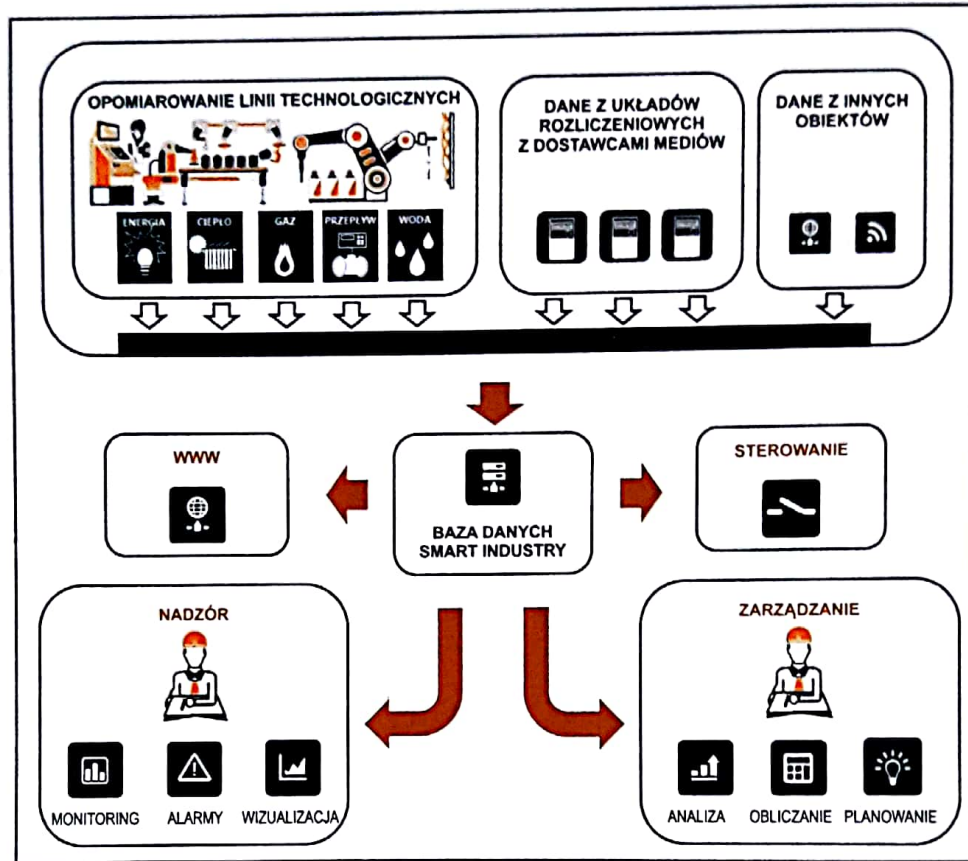 OPOMIAROWANIE LINII TECHNOLOGICZNYCH
ENERGIA
CIEPŁO
GAZ
PRZEPŁYW
WODA
DANE Z UKŁADÓW
ROZLICZENIOWYCH
Z DOSTAWCAMI MEDIÓW
DANE Z INNYCH
OBIEKTÓW
WWW
BAZA DANYCH
SMART INDUSTRY
STEROWANIE
NADZÓR
MONITORING
ALARMY
WIZUALIZACJA
ZARZĄDZANIE
ANALIZA
OBLICZANIE
PLANOWANIE